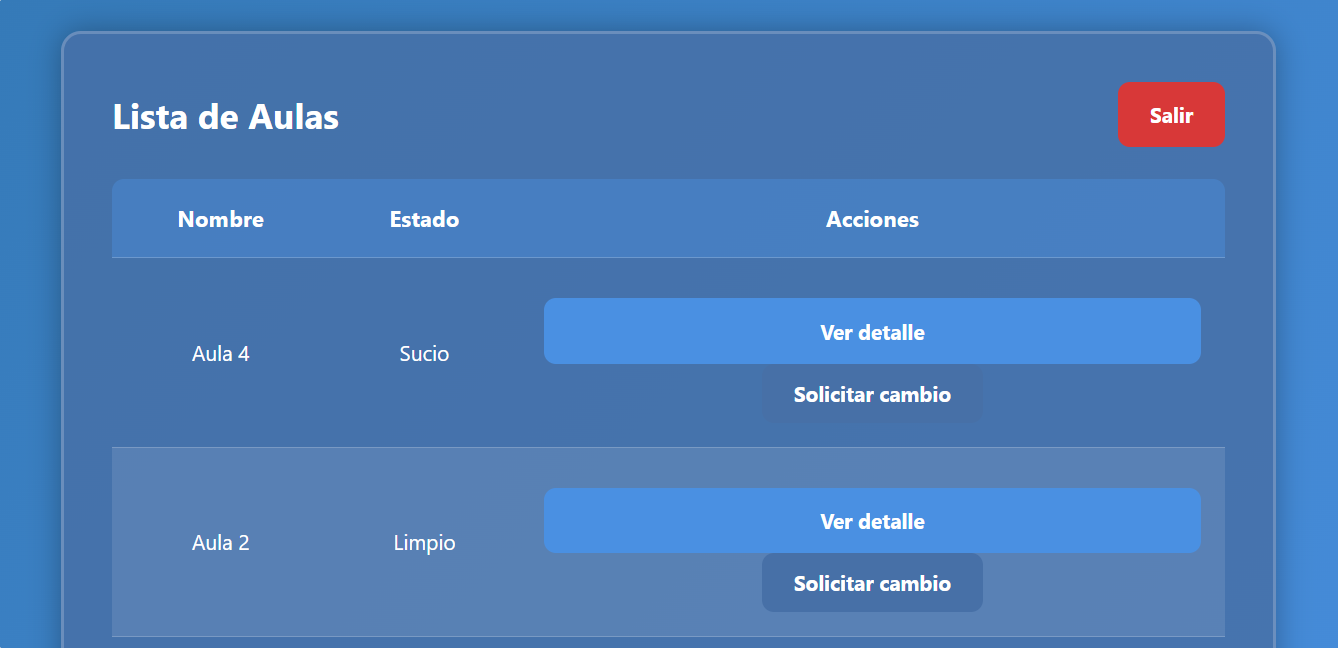 Lista de Aulas
Salir
Nombre Estado Acciones
Ver detalle
Aula 4 Sucio
Solicitar cambio
Ver detalle
Aula 2 Limpio
Solicitar cambio